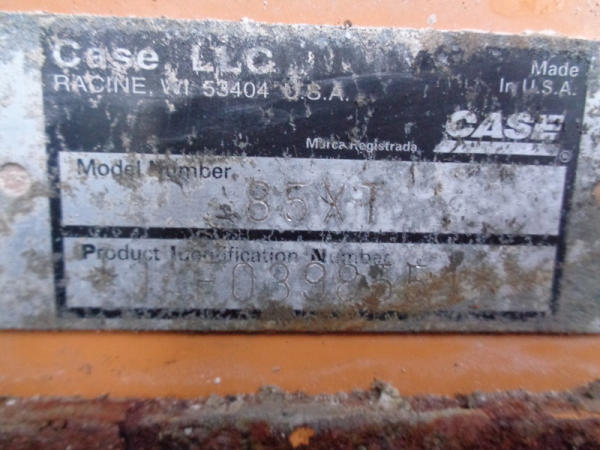 Case, LLC
RACINE, WI 53404 U.S.A.
Made
In U.S.A.
CASE
Marca Registrada
Model Number
85XT
Product Identification Number